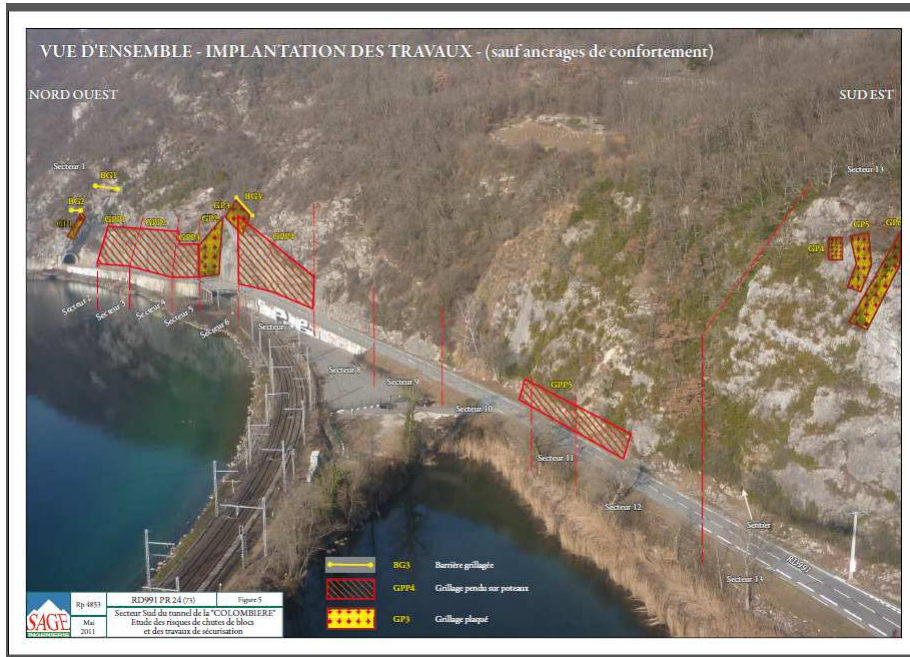 VUE D'ENSEMBLE - IMPLANTATION DES TRAVAUX - (sauf ancrages de confortement)
NORD OUEST
SUD EST
Secteur 1
Secteur 13
BG1
BG2
GP1
GPP1
GPP2
GPP3
GP2
GP3
BG3
GPP4
GP4
GP5
GP6
Secteur 2
Secteur 3
Secteur 4
Secteur 5
Secteur 6
Secteur
Secteur 8
Secteur 9
Secteur 10
GPP5
Secteur 11
Secteur 12
Sentier
RD991
Secteur 13
BG3 Barrière grillagée
GPP4 Grillage pendu sur poteaux
GP3 Grillage plaqué
SAGE
INGENIERIE
Rp 4853
Mai
2011
RD991 PR 24 (73)
Figure 5
Secteur Sud du tunnel de la "COLOMBIERE"
Etude des risques de chutes de blocs
et des travaux de sécurisation